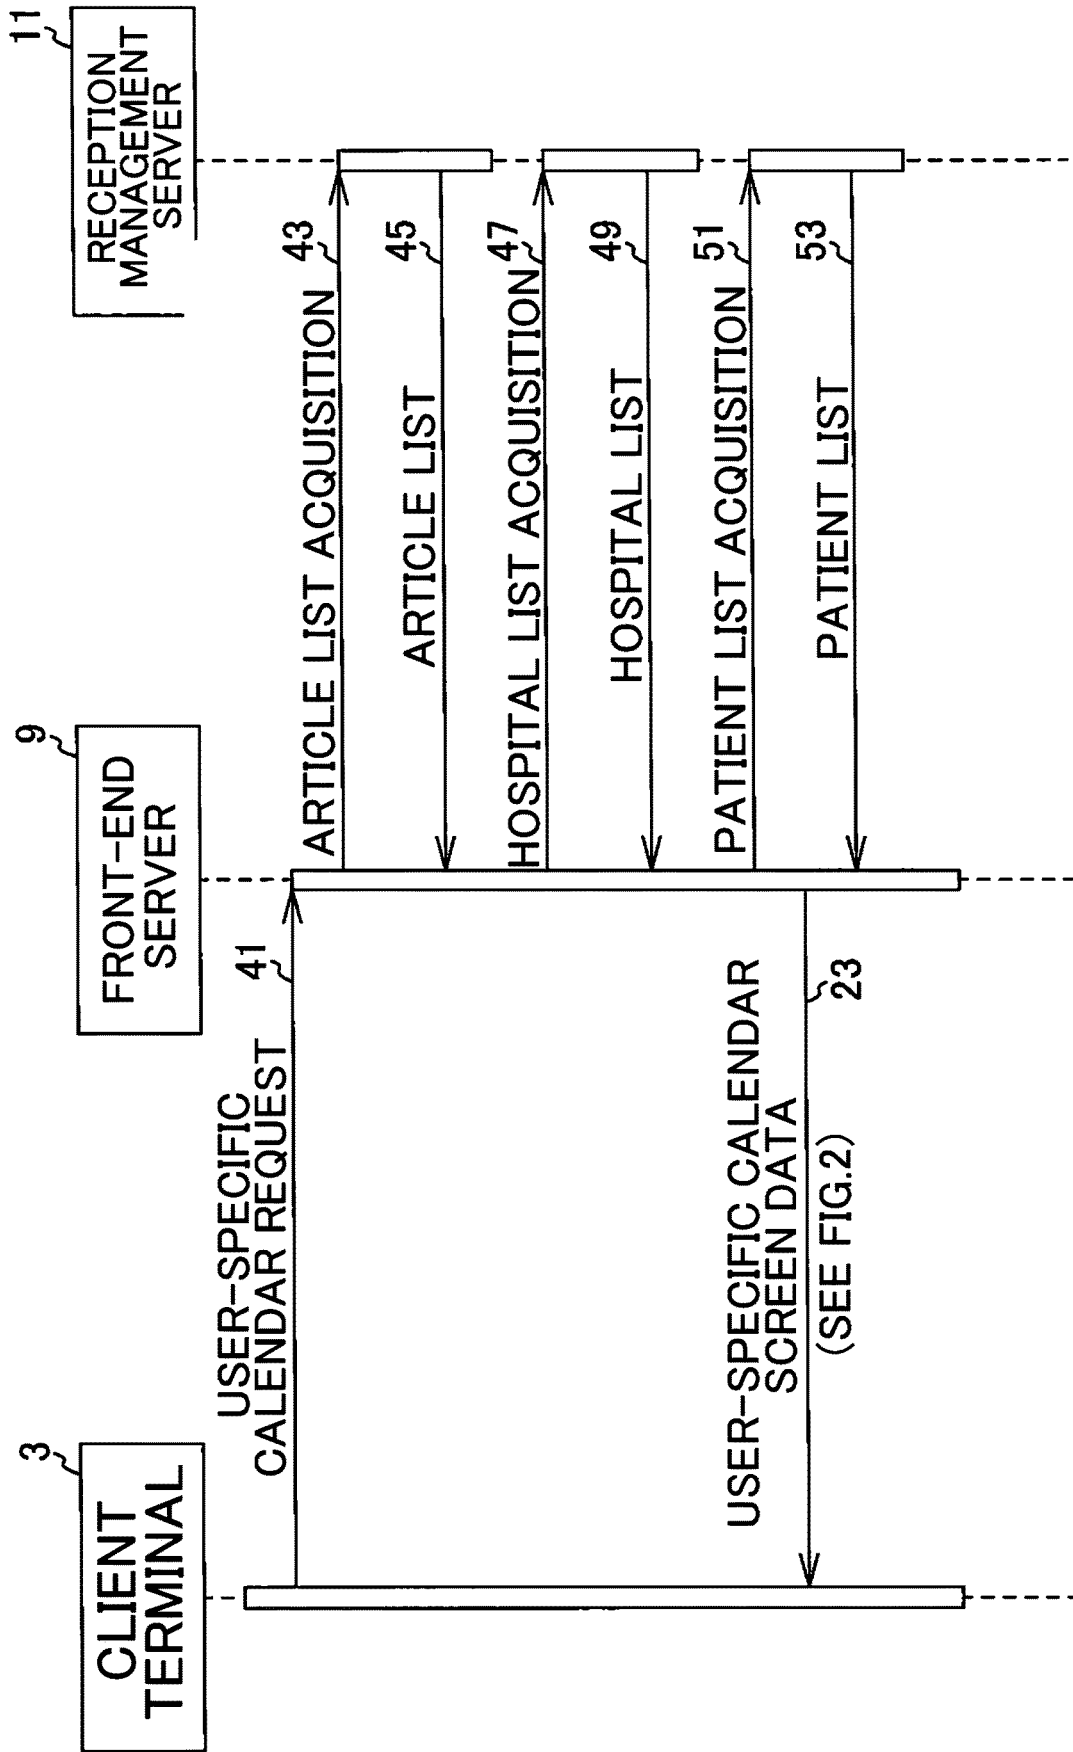 3
CLIENT
TERMINAL
9
FRONT-END
SERVER
11
RECEPTION
MANAGEMENT
SERVER
USER-SPECIFIC
CALENDAR REQUEST
41
ARTICLE LIST ACQUISITION
43
ARTICLE LIST
45
HOSPITAL LIST ACQUISITION
47
HOSPITAL LIST
49
PATIENT LIST ACQUISITION
51
USER-SPECIFIC CALENDAR
SCREEN DATA
23
(SEE FIG.2)
PATIENT LIST
53